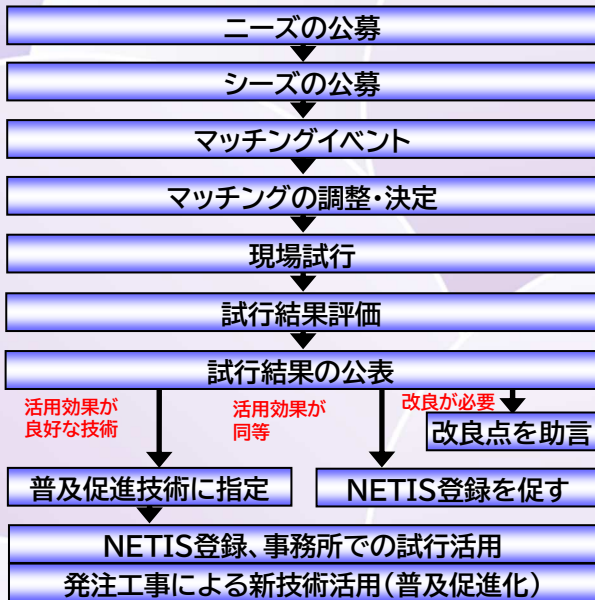 ニーズの公募
シーズの公募
マッチングイベント
マッチングの調整・決定
現場試行
試行結果評価
試行結果の公表
活用効果が
良好な技術
活用効果が
同等
改良が必要
改良点を助言
普及促進技術に指定
NETIS登録を促す
NETIS登録、事務所での試行活用
発注工事による新技術活用(普及促進化)